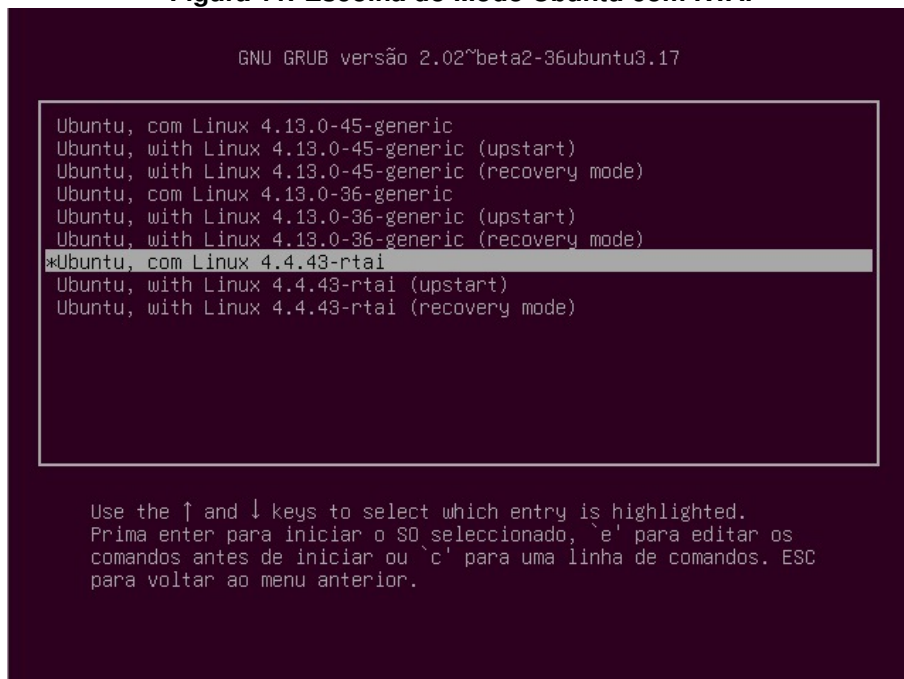 GNU GRUB versão 2.02~beta2-36ubuntu3.17
Ubuntu, com Linux 4.13.0-45-generic
Ubuntu, with Linux 4.13.0-45-generic (upstart)
Ubuntu, with Linux 4.13.0-45-generic (recovery mode)
Ubuntu, com Linux 4.13.0-36-generic
Ubuntu, with Linux 4.13.0-36-generic (upstart)
Ubuntu, with Linux 4.13.0-36-generic (recovery mode)
*Ubuntu, com Linux 4.4.43-rtai
Ubuntu, with Linux 4.4.43-rtai (upstart)
Ubuntu, with Linux 4.4.43-rtai (recovery mode)
Use the ↑ and ↓ keys to select which entry is highlighted.
Prima enter para iniciar o SO seleccionado, `e' para editar os
comandos antes de iniciar ou `c' para uma linha de comandos. ESC
para voltar ao menu anterior.